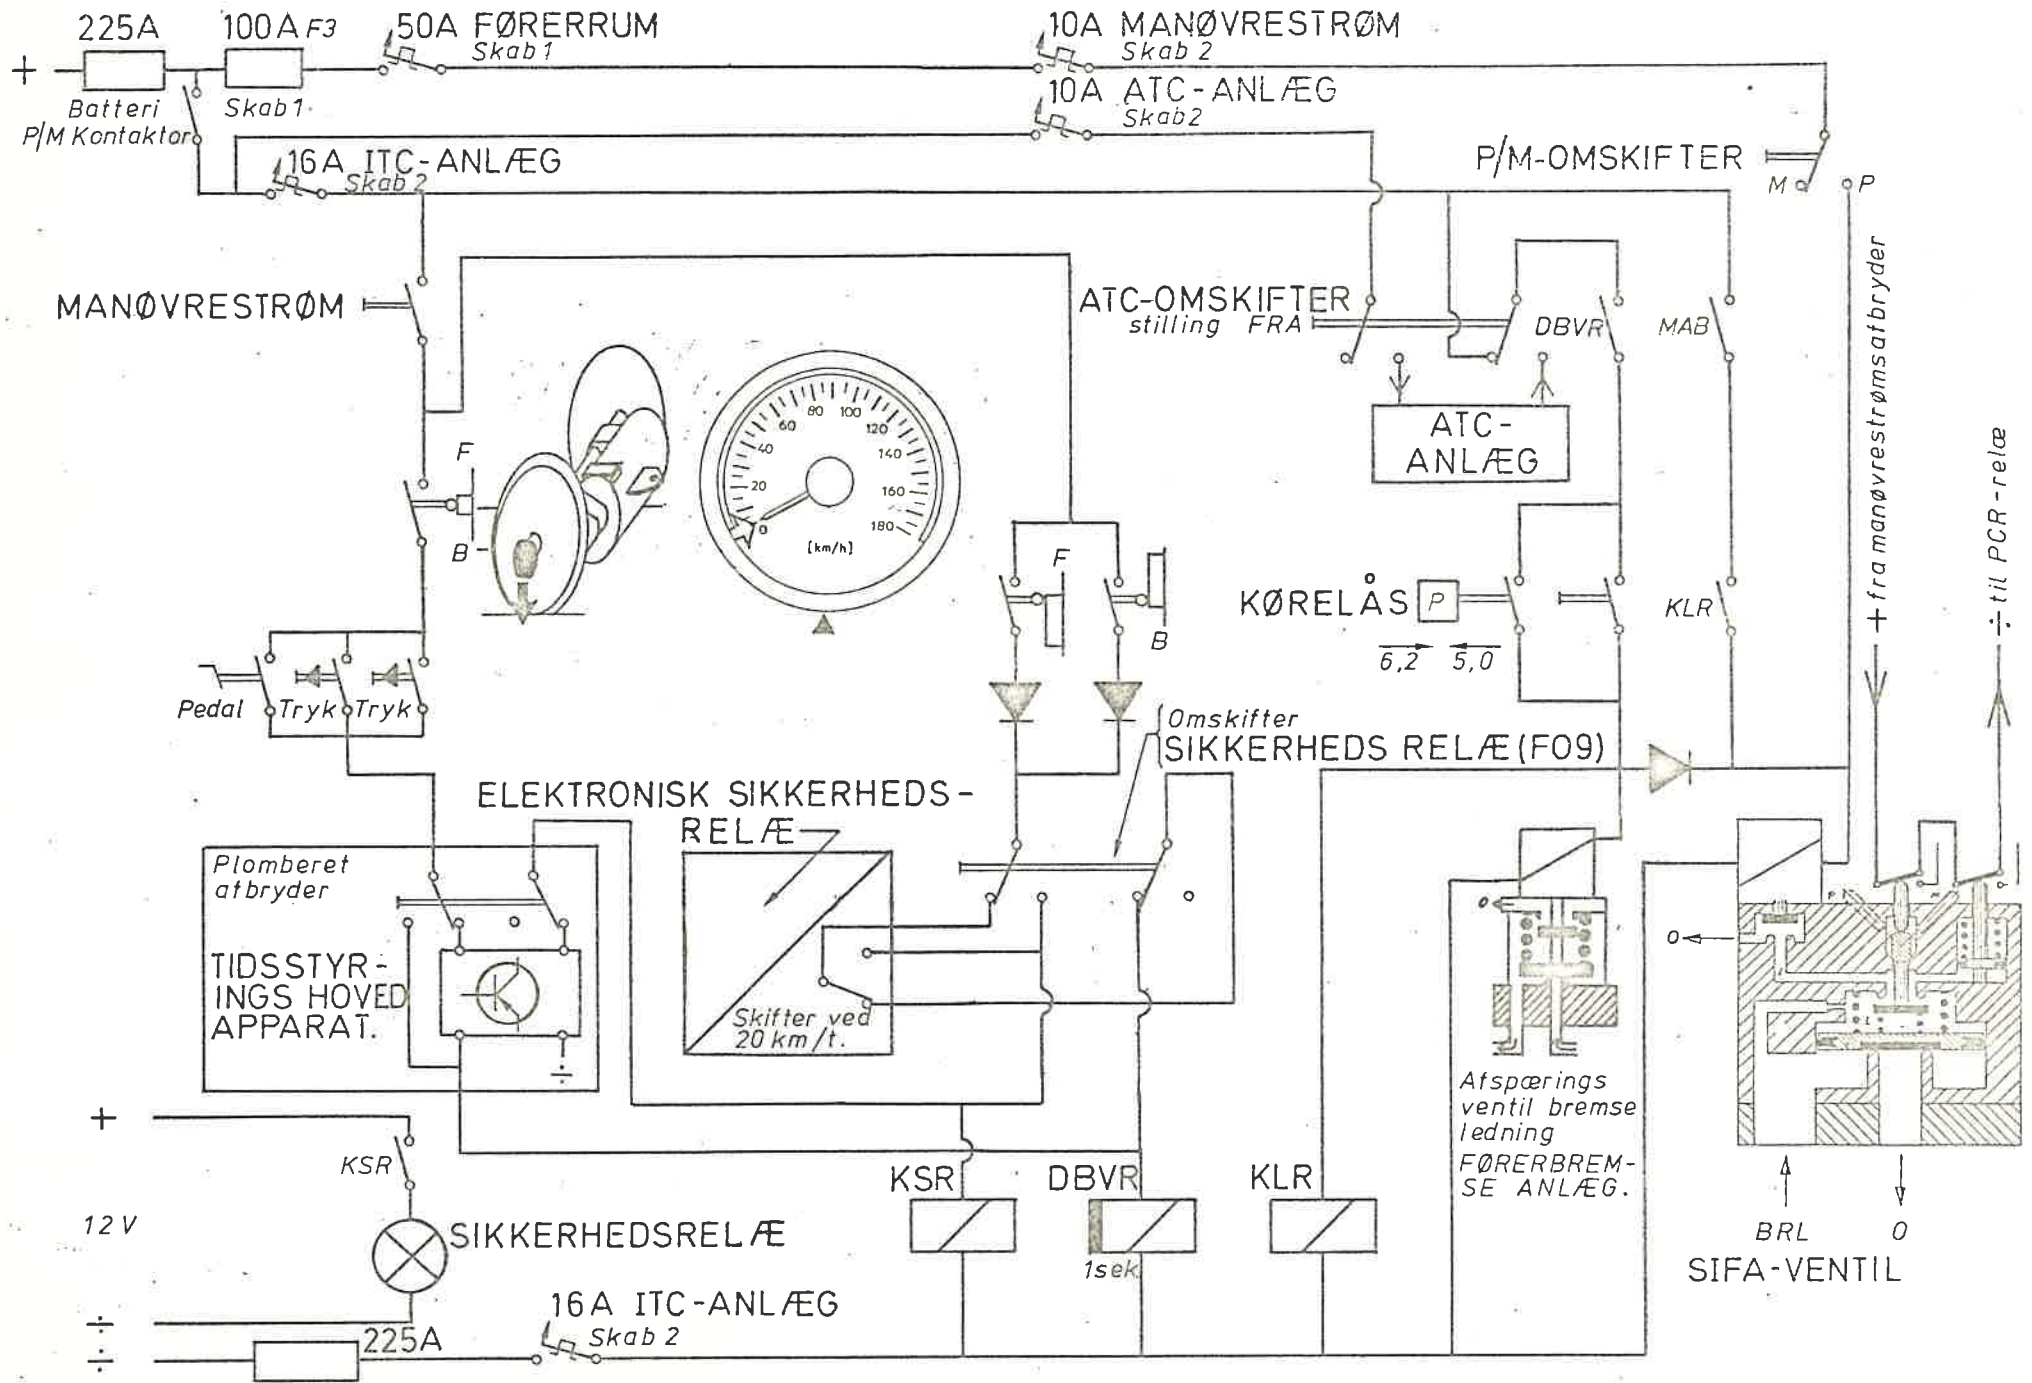 225A
100A F3
50A FØRERRUM
Skab 1
10A MANØVRESTRØM
Skab 2
+
Batteri
Skab 1
P/M Kontaktor
10A ATC-ANLÆG
Skab2
16A ITC-ANLÆG
Skab 2
P/M-OMSKIFTER
M
P
MANØVRESTRØM
ATC-OMSKIFTER
stilling FRA
DBVR
MAB
+ fra manøvrestrømsatbryder
÷ til PCR-relæ
ATC-
ANLÆG
F
B
0
20
40
60
80
100
120
140
160
180
[km/h]
F
B
KØRELÅS
P
6,2
5,0
KLR
Pedal
Tryk
Tryk
Omskifter
SIKKERHEDS RELÆ (F09)
ELEKTRONISK SIKKERHEDS-
RELÆ
Skifter ved
20 km/t.
Plomberet
afbryder
TIDSSTYR-
INGS HOVED
APPARAT.
÷
0
P
0
Afspærings
ventil bremse
ledning
FØRERBREM-
SE ANLÆG.
+
KSR
12 V
SIKKERHEDSRELÆ
÷
÷
225A
16A ITC-ANLÆG
Skab 2
KSR
DBVR
1sek.
KLR
BRL
0
SIFA-VENTIL